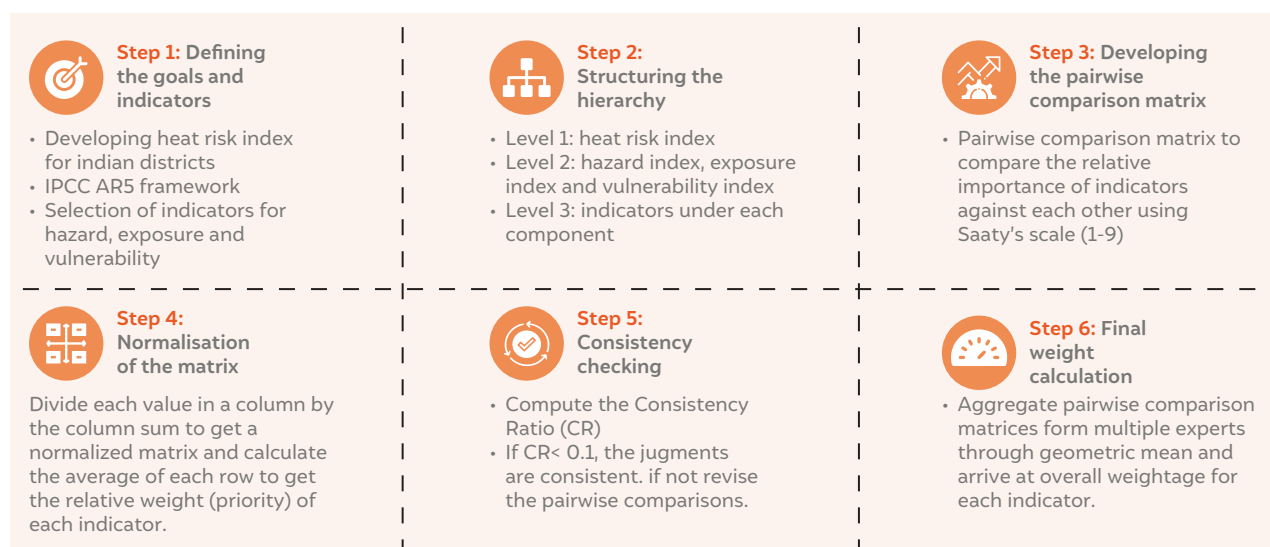 Step 1: Defining
the goals and
indicators
• Developing heat risk index
for indian districts
• IPCC AR5 framework
• Selection of indicators for
hazard, exposure and
vulnerability
Step 2:
Structuring the
hierarchy
• Level 1: heat risk index
• Level 2: hazard index, exposure
index and vulnerability index
• Level 3: indicators under each
component
Step 3: Developing
the pairwise
comparison matrix
• Pairwise comparison matrix to
compare the relative
importance of indicators
against each other using
Saaty's scale (1-9)
Step 4:
Normalisation
of the matrix
Divide each value in a column by
the column sum to get a
normalized matrix and calculate
the average of each row to get
the relative weight (priority) of
each indicator.
Step 5:
Consistency
checking
• Compute the Consistency
Ratio (CR)
• If CR< 0.1, the jugments
are consistent. if not revise
the pairwise comparisons.
Step 6: Final
weight
calculation
• Aggregate pairwise comparison
matrices form multiple experts
through geometric mean and
arrive at overall weightage for
each indicator.